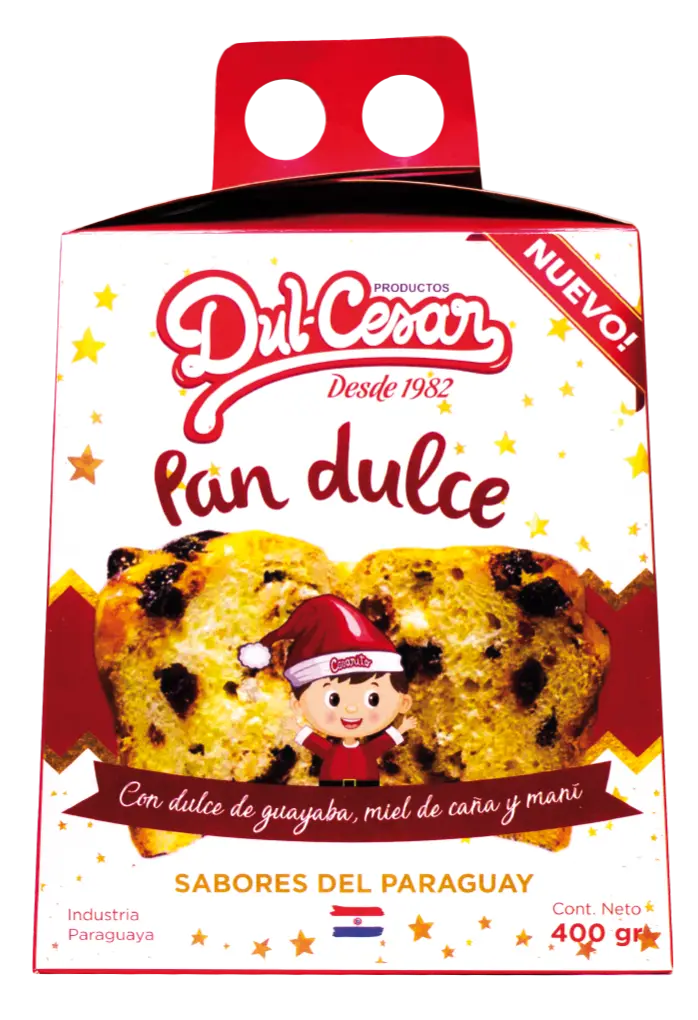 NUEVO!
PRODUCTOS
Dul-Cesar
Desde 1982
Pan dulce
Cesarito
Con dulce de guayaba, miel de caña y maní
SABORES DEL PARAGUAY
Industria
Paraguaya
Cont. Neto
400 gr